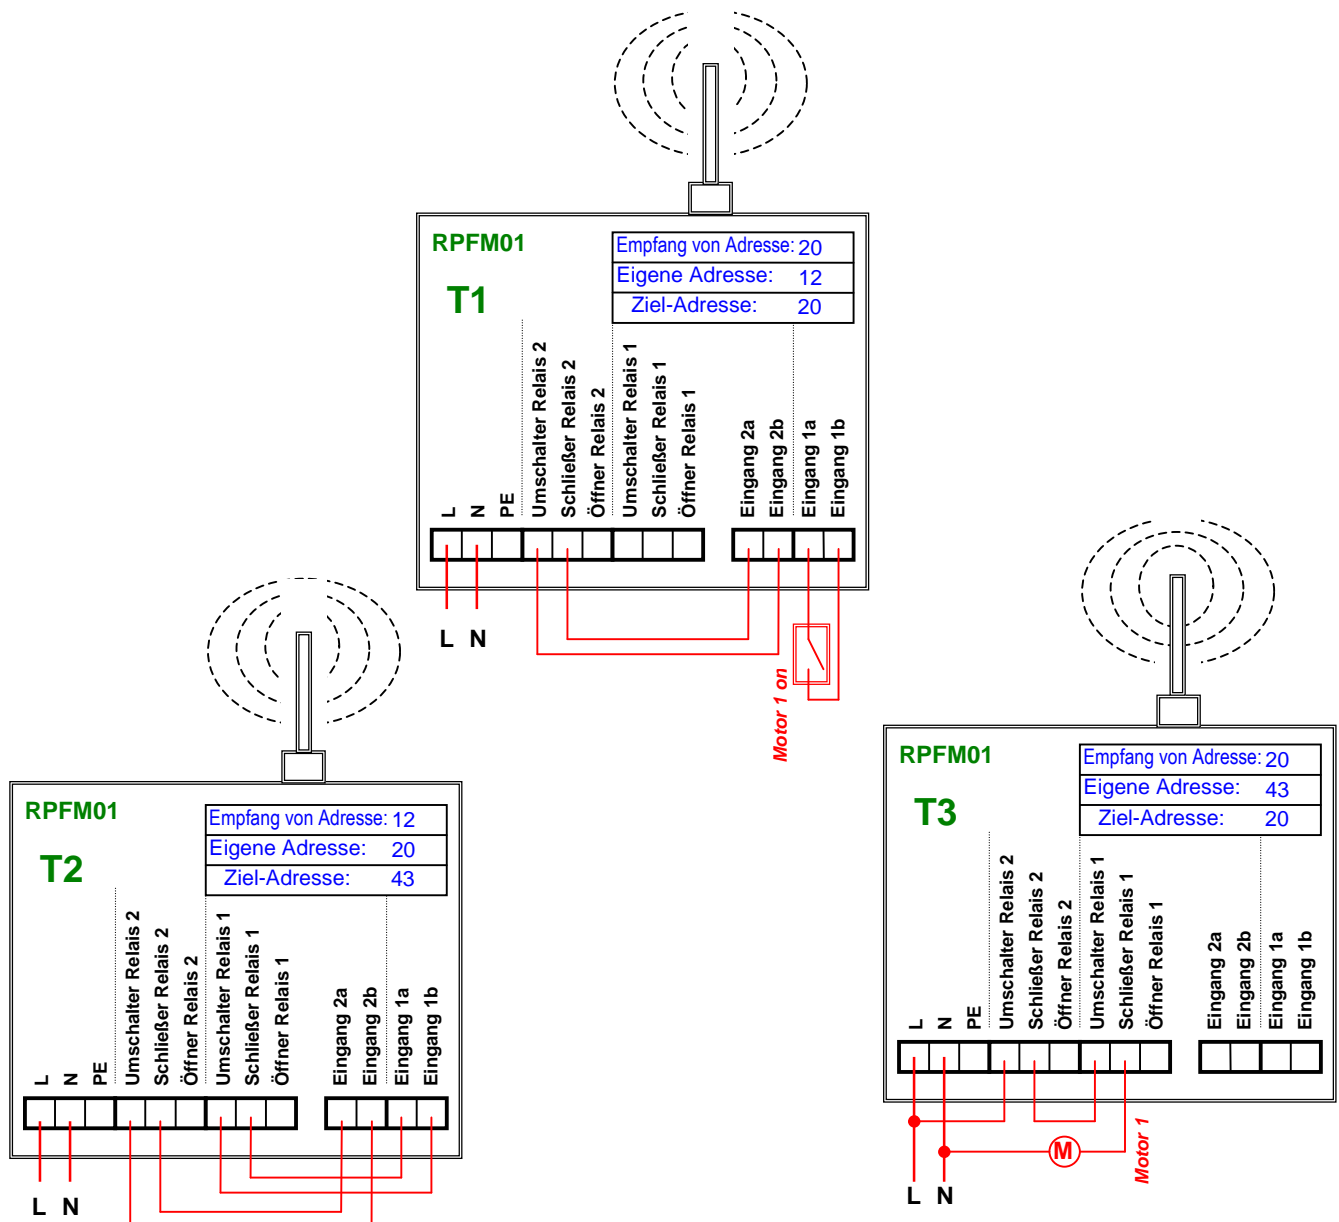 RPFM01
T1
Empfang von Adresse: 20
Eigene Adresse: 12
Ziel-Adresse: 20
L
N
PE
Umschalter Relais 2
Schließer Relais 2
Öffner Relais 2
Umschalter Relais 1
Schließer Relais 1
Öffner Relais 1
Eingang 2a
Eingang 2b
Eingang 1a
Eingang 1b
L N
Motor 1 on
RPFM01
T2
Empfang von Adresse: 12
Eigene Adresse: 20
Ziel-Adresse: 43
L
N
PE
Umschalter Relais 2
Schließer Relais 2
Öffner Relais 2
Umschalter Relais 1
Schließer Relais 1
Öffner Relais 1
Eingang 2a
Eingang 2b
Eingang 1a
Eingang 1b
L N
RPFM01
T3
Empfang von Adresse: 20
Eigene Adresse: 43
Ziel-Adresse: 20
L
N
PE
Umschalter Relais 2
Schließer Relais 2
Öffner Relais 2
Umschalter Relais 1
Schließer Relais 1
Öffner Relais 1
Eingang 2a
Eingang 2b
Eingang 1a
Eingang 1b
M
Motor 1
L N